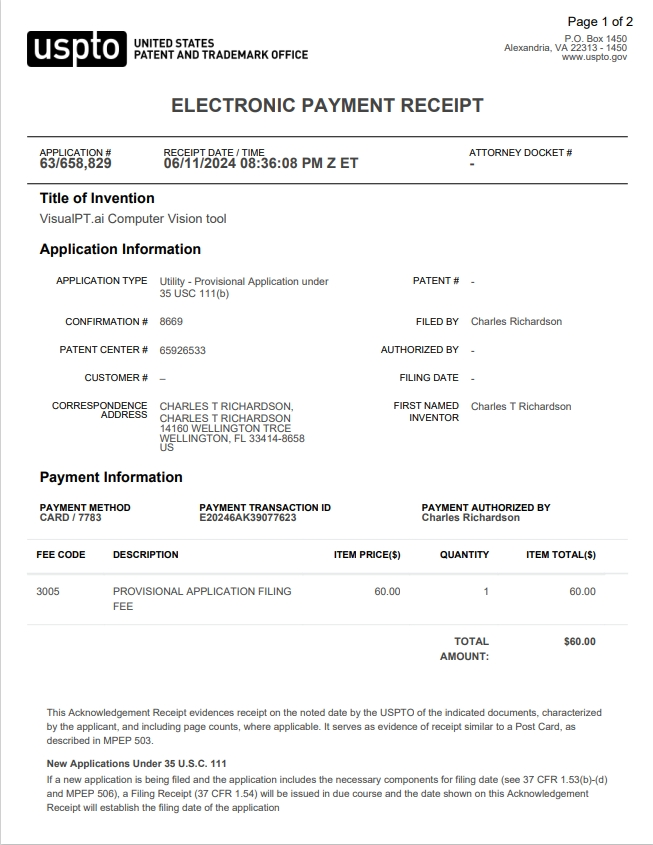 Page 1 of 2
uspto
UNITED STATES
PATENT AND TRADEMARK OFFICE
P.O. Box 1450
Alexandria, VA 22313 - 1450
www.uspto.gov
ELECTRONIC PAYMENT RECEIPT
APPLICATION # RECEIPT DATE / TIME ATTORNEY DOCKET #
63/658,829 06/11/2024 08:36:08 PM Z ET -
Title of Invention
VisualPT.ai Computer Vision tool
Application Information
APPLICATION TYPE Utility - Provisional Application under PATENT # -
35 USC 111(b)
CONFIRMATION # 8669 FILED BY Charles Richardson
PATENT CENTER # 65926533 AUTHORIZED BY -
CUSTOMER # – FILING DATE -
CORRESPONDENCE CHARLES T RICHARDSON, FIRST NAMED Charles T Richardson
ADDRESS CHARLES T RICHARDSON INVENTOR
14160 WELLINGTON TRCE
WELLINGTON, FL 33414-8658
US
Payment Information
PAYMENT METHOD PAYMENT TRANSACTION ID PAYMENT AUTHORIZED BY
CARD / 7783 E20246AK39077623 Charles Richardson
FEE CODE DESCRIPTION ITEM PRICE($) QUANTITY ITEM TOTAL($)
3005 PROVISIONAL APPLICATION FILING 60.00 1 60.00
FEE
TOTAL $60.00
AMOUNT:
This Acknowledgement Receipt evidences receipt on the noted date by the USPTO of the indicated documents, characterized
by the applicant, and including page counts, where applicable. It serves as evidence of receipt similar to a Post Card, as
described in MPEP 503.
New Applications Under 35 U.S.C. 111
If a new application is being filed and the application includes the necessary components for filing date (see 37 CFR 1.53(b)-(d)
and MPEP 506), a Filing Receipt (37 CFR 1.54) will be issued in due course and the date shown on this Acknowledgement
Receipt will establish the filing date of the application